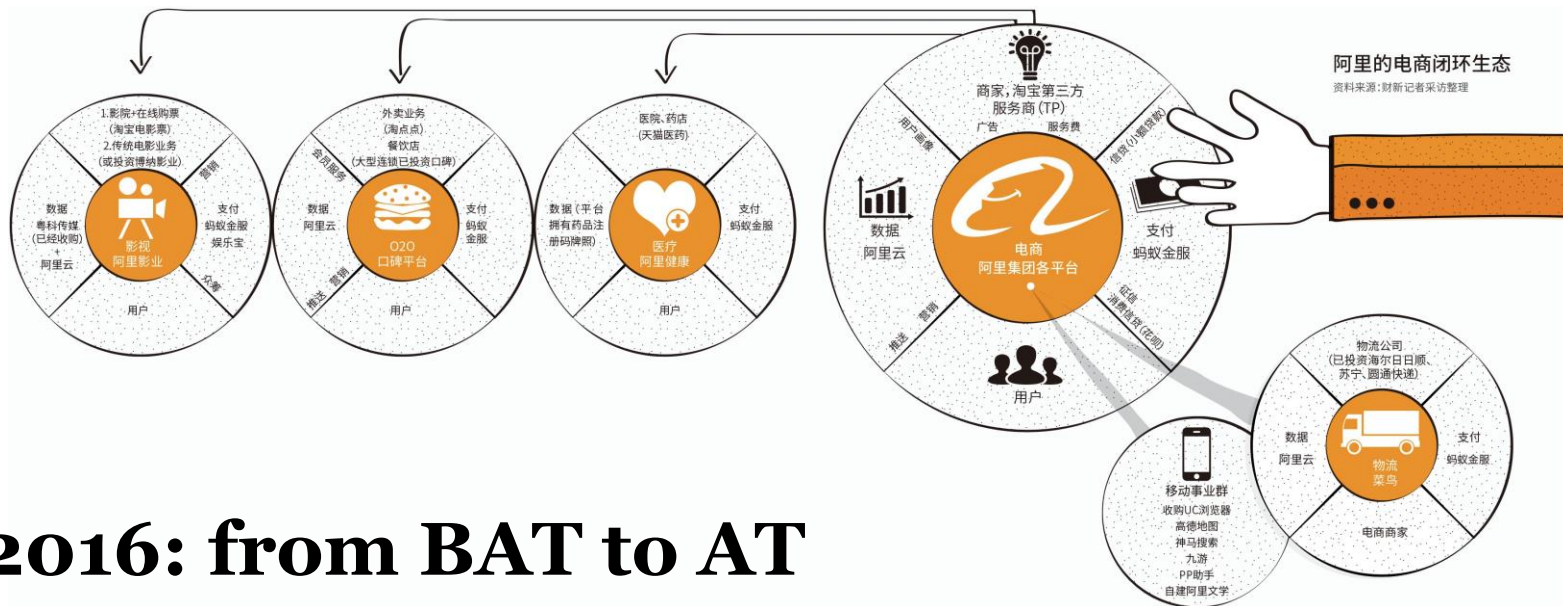 阿里的电商闭环生态
资料来源：财新记者采访整理
1.影院+在线购票
(淘宝电影票)
2.传统电影业务
(或投资博纳影业)
营销
数据
粤科传媒
(已经收购)
+
阿里云
影视
阿里影业
支付
蚂蚁金服
娱乐宝
众筹
用户
外卖业务
(淘点点)
餐饮店
(大型连锁已投资口碑)
会员服务
数据
阿里云
O2O
口碑平台
支付
蚂蚁
金服
推送 营销
用户
医院、药店
(天猫医药)
数据(平台
拥有药品注
册码牌照)
医疗
阿里健康
支付
蚂蚁金服
用户
商家，淘宝第三方
服务商(TP)
广告 服务费
用户画像
信贷(小额贷款)
数据
阿里云
电商
阿里集团各平台
支付
蚂蚁金服
推送 营销
征信
消费信贷(花呗)
用户
物流公司
(已投资海尔日日顺、
苏宁、圆通快递)
数据
阿里云
物流
菜鸟
支付
蚂蚁金服
电商商家
移动事业群
收购UC浏览器
高德地图
神马搜索
九游
PP助手
自建阿里文学
2016: from BAT to AT